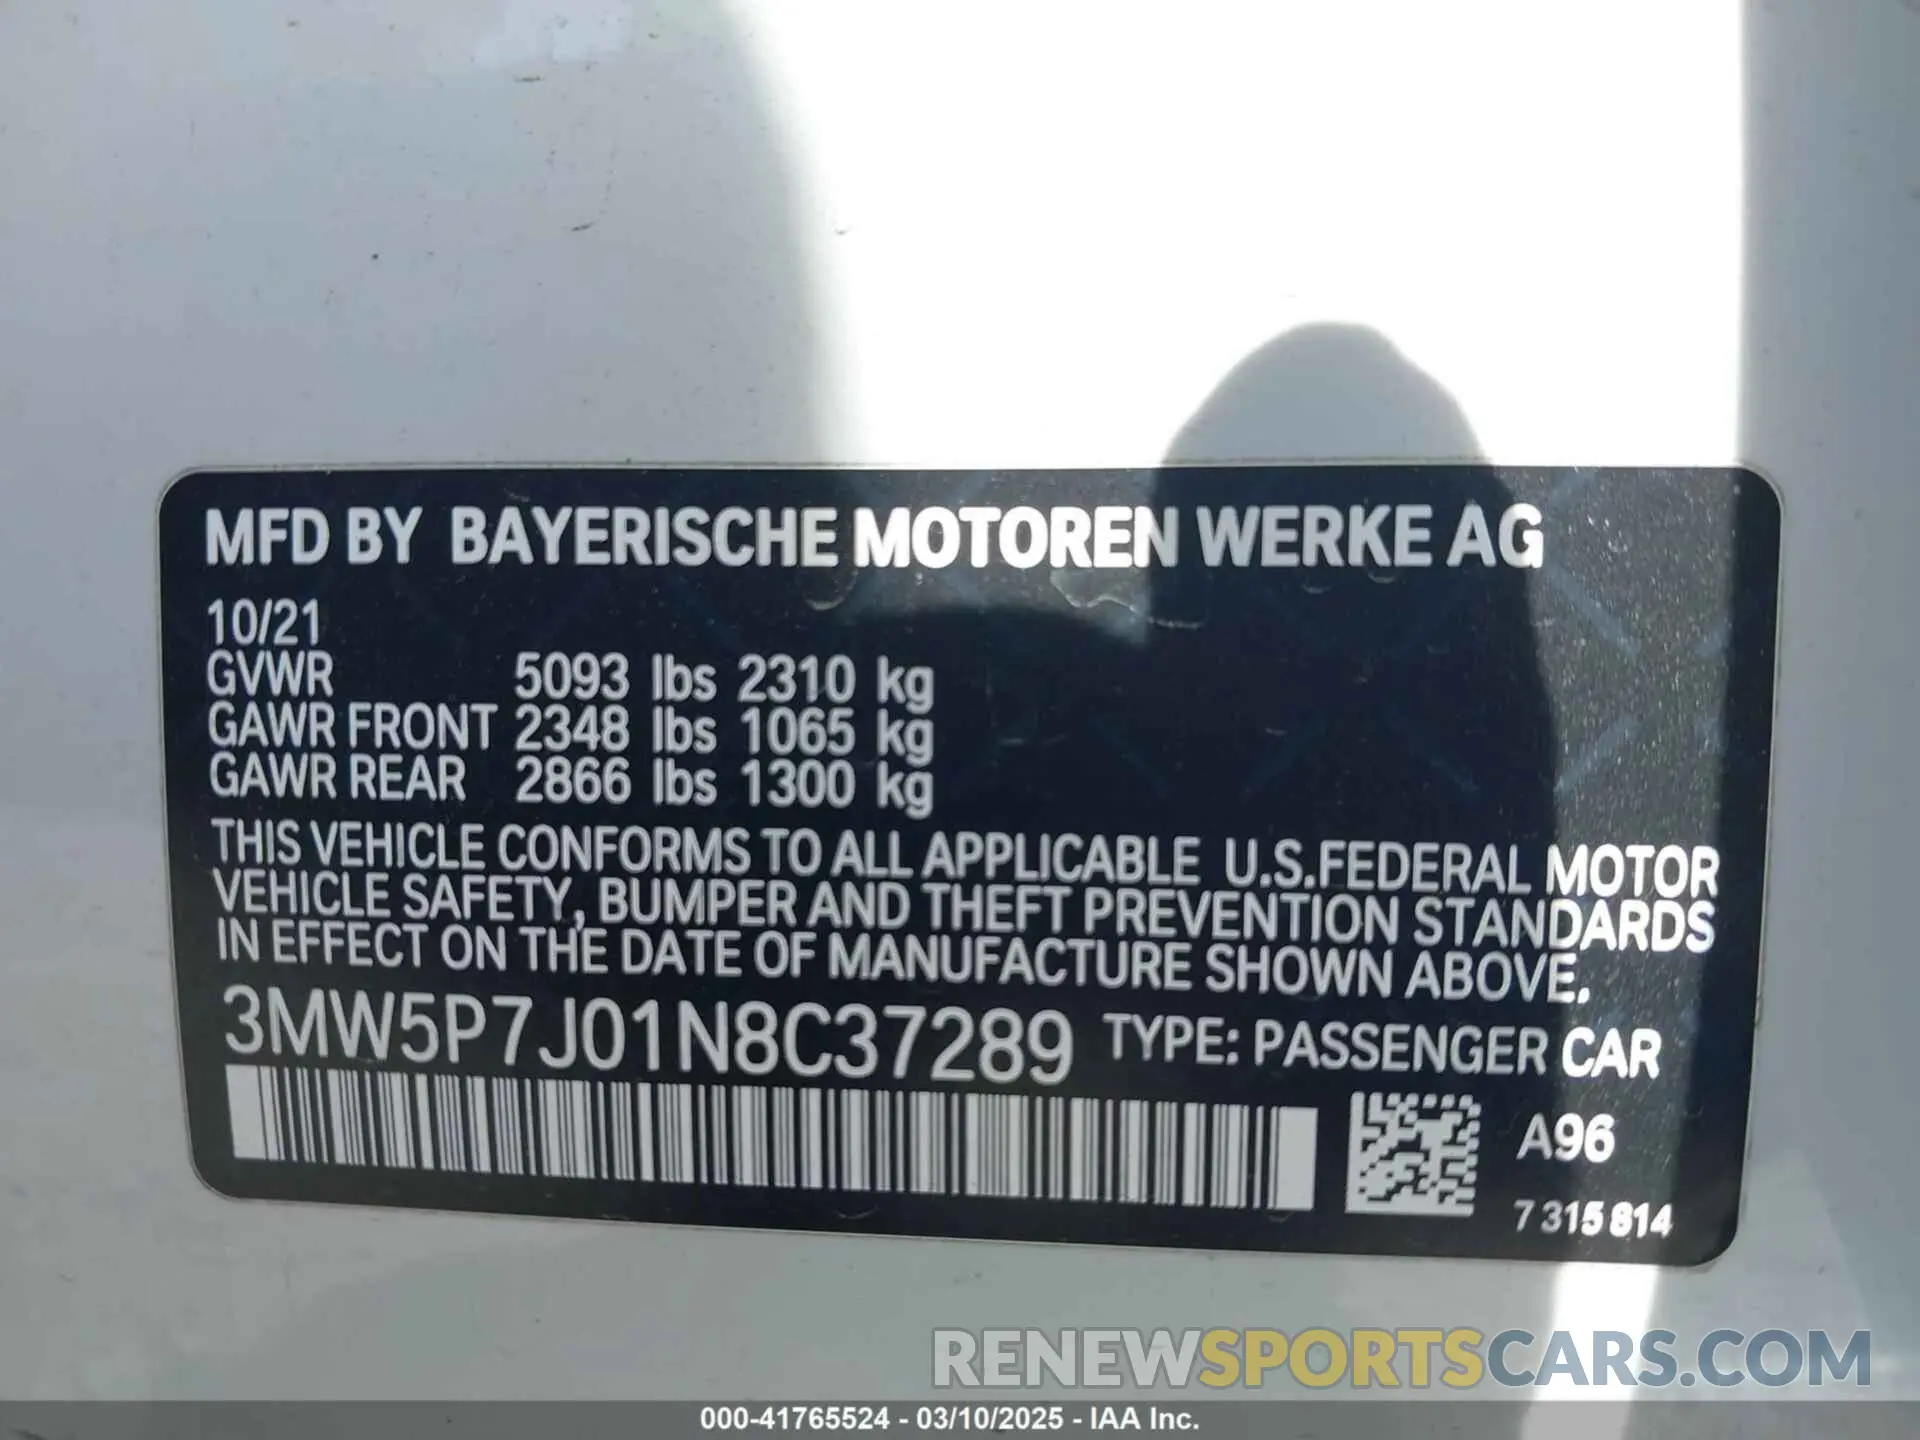 MFD BY BAYERISCHE MOTOREN WERKE AG
10/21
GVWR 5093 lbs 2310 kg
GAWR FRONT 2348 lbs 1065 kg
GAWR REAR 2866 lbs 1300 kg
THIS VEHICLE CONFORMS TO ALL APPLICABLE U.S.FEDERAL MOTOR
VEHICLE SAFETY, BUMPER AND THEFT PREVENTION STANDARDS
IN EFFECT ON THE DATE OF MANUFACTURE SHOWN ABOVE.
3MW5P7J01N8C37289 TYPE: PASSENGER CAR
A96
7 315 814
RENEWSPORTSCARS.COM
000-41765524 - 03/10/2025 - IAA Inc.